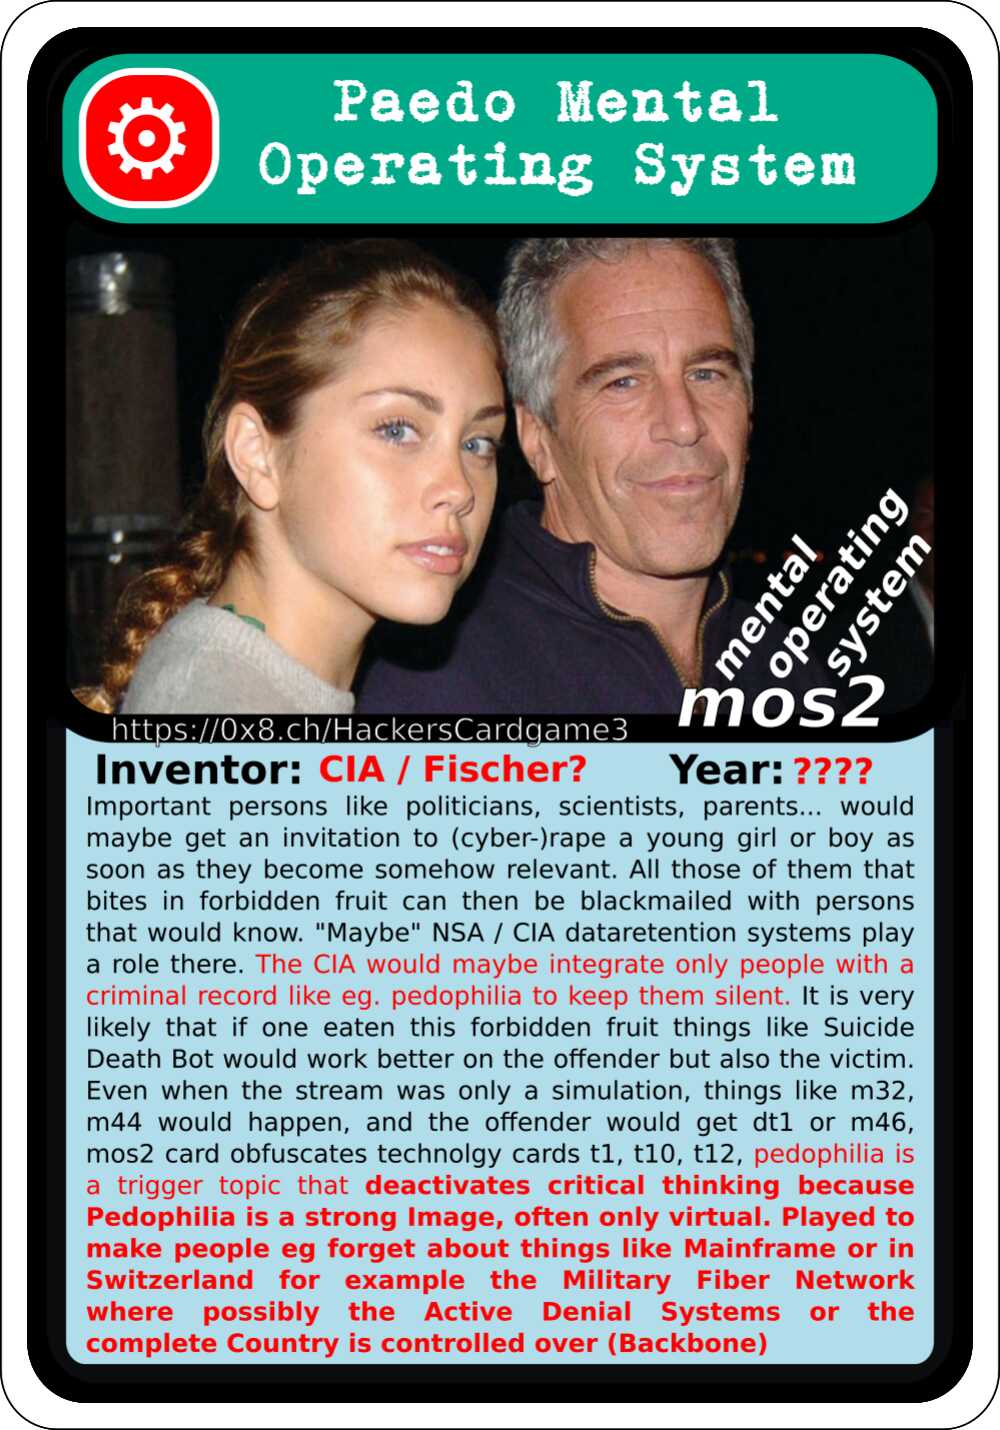 Paedo Mental
Operating System
mental
operating
system
mos2
https://0x8.ch/HackersCardgame3
Inventor: CIA / Fischer? Year: ????
Important persons like politicians, scientists, parents... would
maybe get an invitation to (cyber-)rape a young girl or boy as
soon as they become somehow relevant. All those of them that
bites in forbidden fruit can then be blackmailed with persons
that would know. "Maybe" NSA / CIA dataretention systems play
a role there. The CIA would maybe integrate only people with a
criminal record like eg. pedophilia to keep them silent. It is very
likely that if one eaten this forbidden fruit things like Suicide
Death Bot would work better on the offender but also the victim.
Even when the stream was only a simulation, things like m32,
m44 would happen, and the offender would get dt1 or m46,
mos2 card obfuscates technolgy cards t1, t10, t12, pedophilia is
a trigger topic that deactivates critical thinking because
Pedophilia is a strong Image, often only virtual. Played to
make people eg forget about things like Mainframe or in
Switzerland for example the Military Fiber Network
where possibly the Active Denial Systems or the
complete Country is controlled over (Backbone)